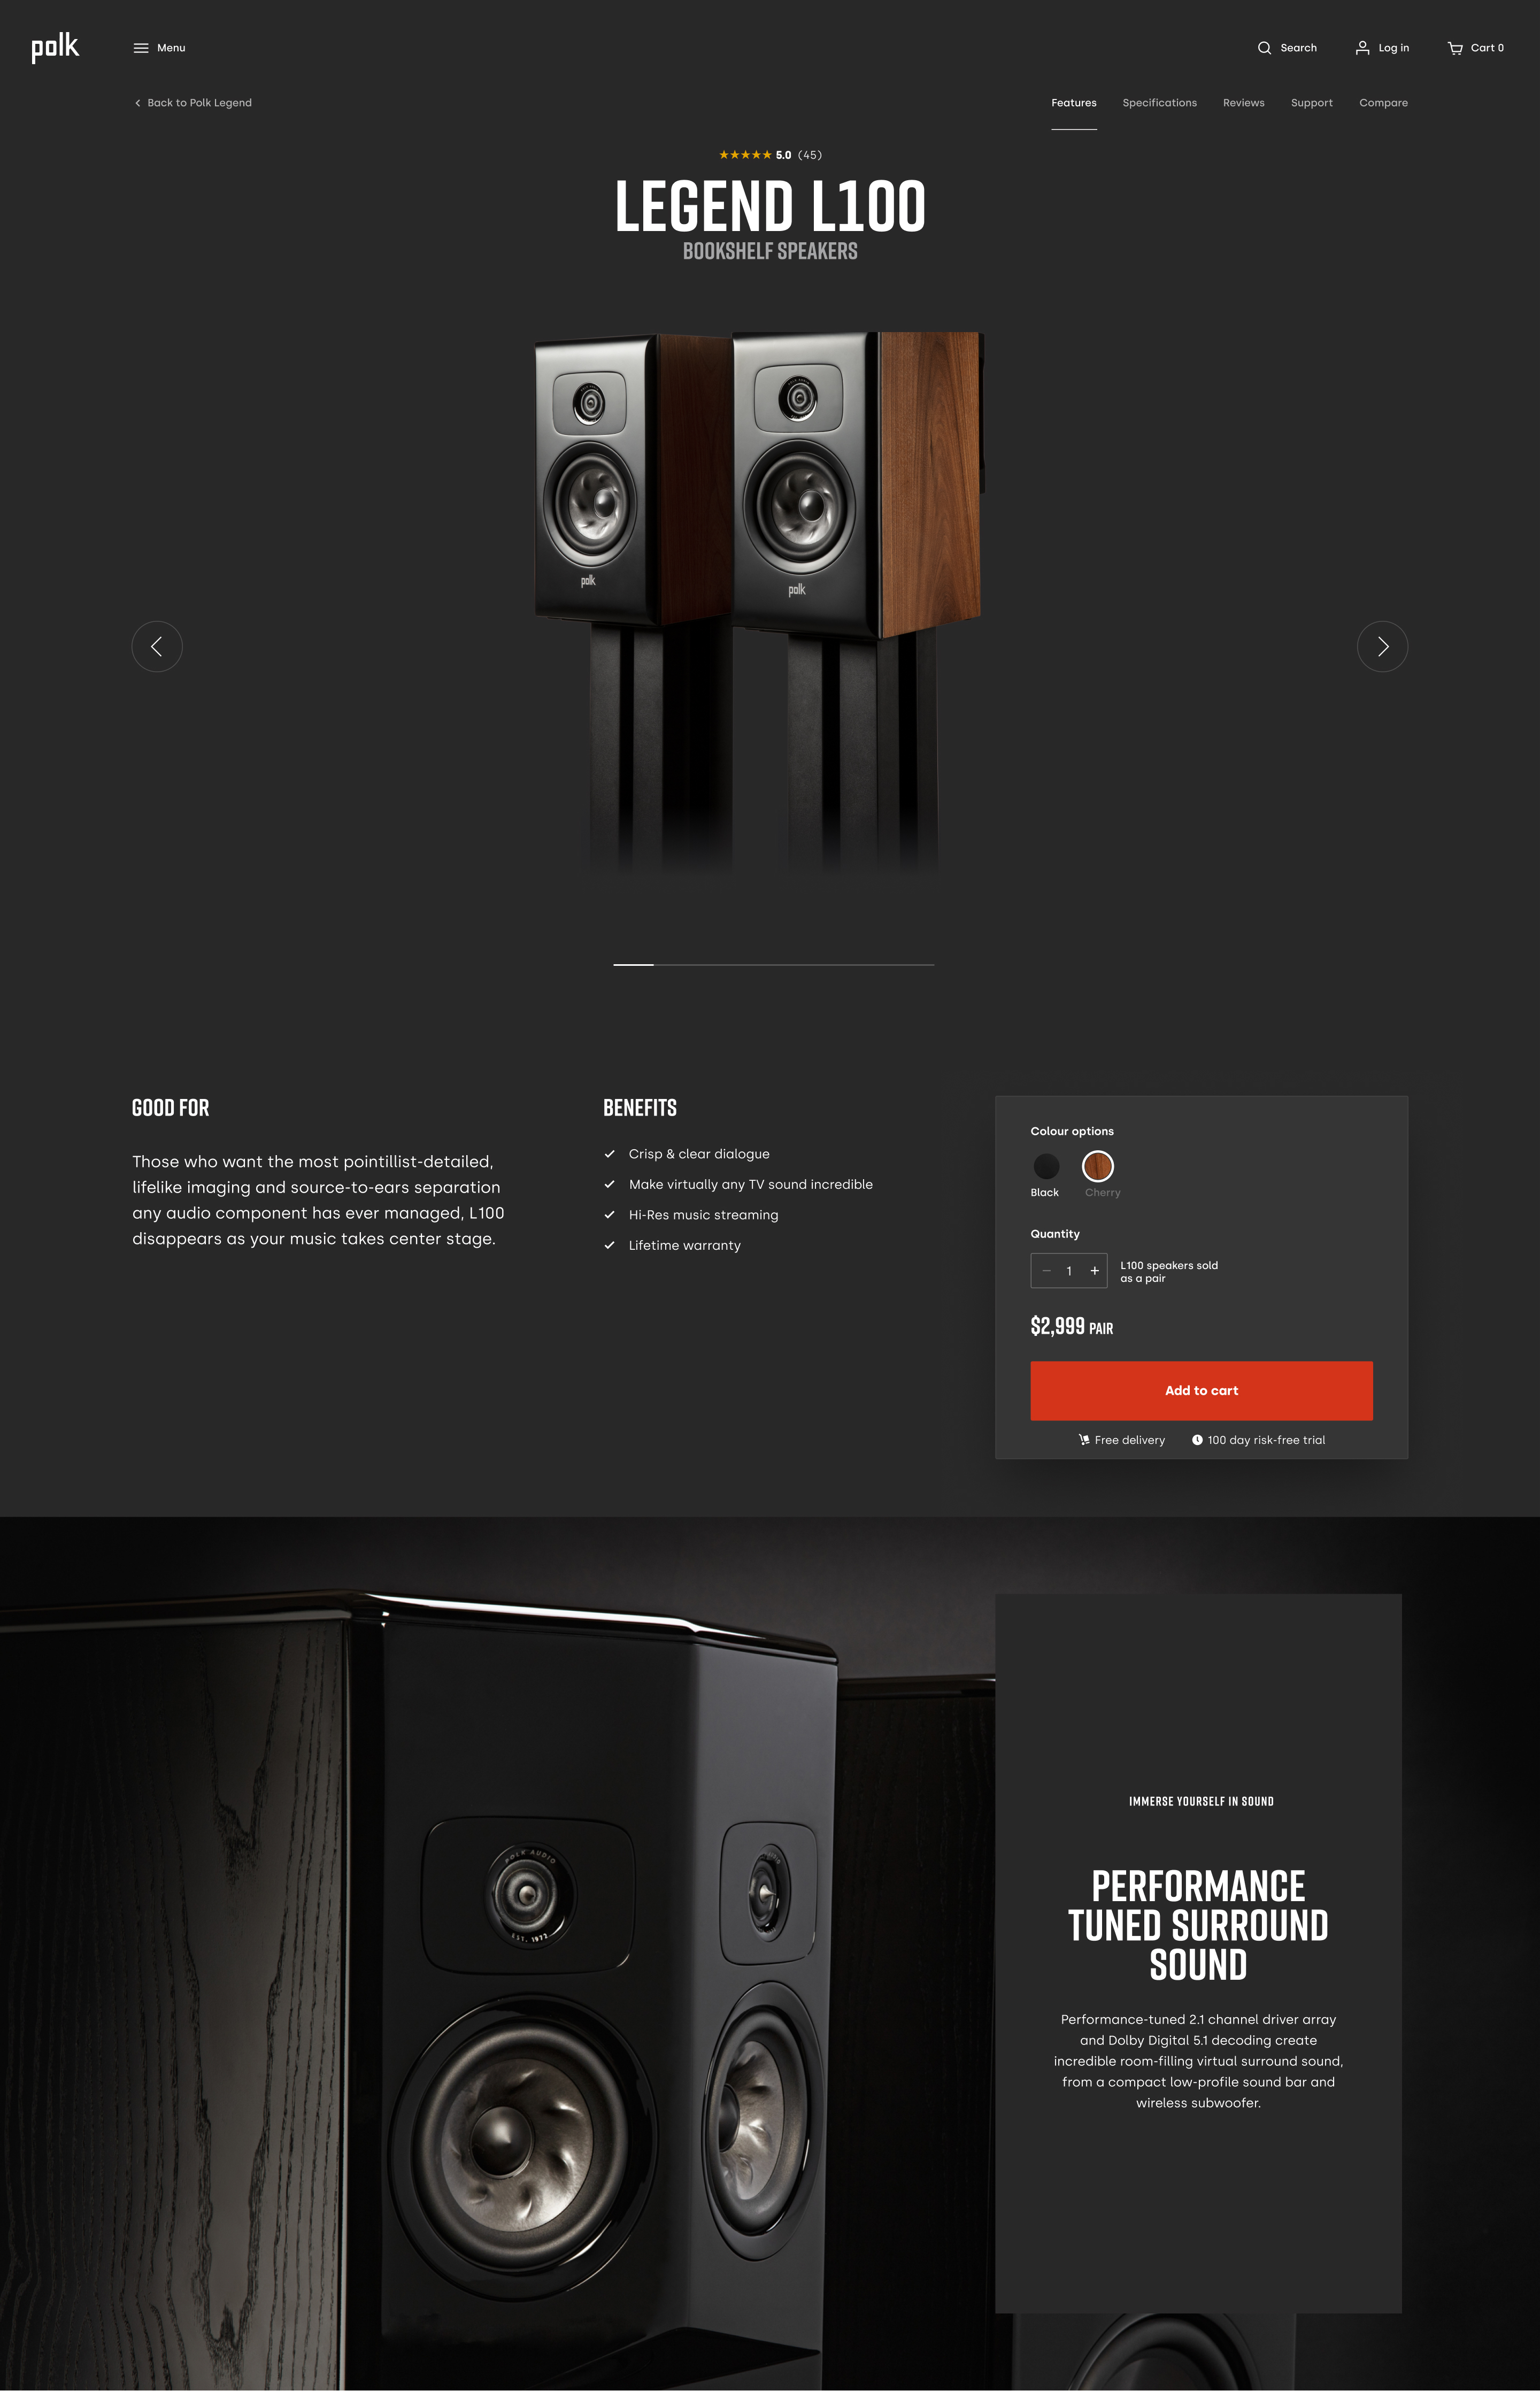 polk
Menu
Search
Log in
Cart 0
Back to Polk Legend
Features
Specifications
Reviews
Support
Compare
★★★★★ 5.0 (45)
LEGEND L100
BOOKSHELF SPEAKERS
polk
polk
GOOD FOR
Those who want the most pointillist-detailed,
lifelike imaging and source-to-ears separation
any audio component has ever managed, L100
disappears as your music takes center stage.
BENEFITS
Crisp & clear dialogue
Make virtually any TV sound incredible
Hi-Res music streaming
Lifetime warranty
Colour options
Black
Cherry
Quantity
1
L100 speakers sold
as a pair
$2,999 PAIR
Add to cart
Free delivery
100 day risk-free trial
POLK AUDIO
EST. 1972
IMMERSE YOURSELF IN SOUND
PERFORMANCE
TUNED SURROUND
SOUND
Performance-tuned 2.1 channel driver array
and Dolby Digital 5.1 decoding create
incredible room-filling virtual surround sound,
from a compact low-profile sound bar and
wireless subwoofer.